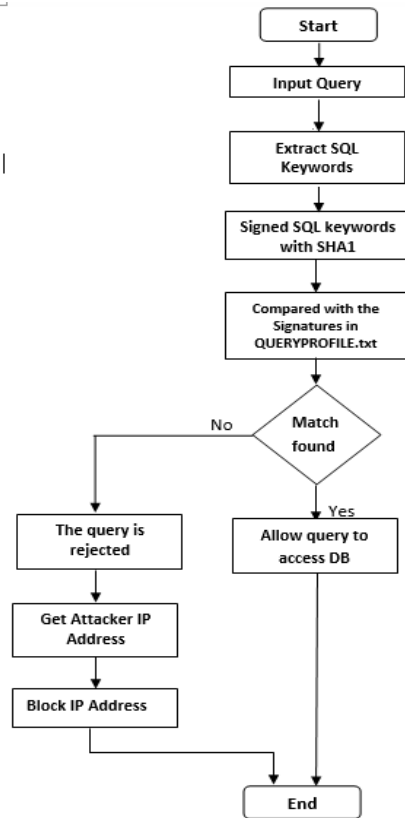 Start
Input Query
Extract SQL
Keywords
Signed SQL keywords
with SHA1
Compared with the
Signatures in
QUERYPROFILE.txt
Match
found
No
Yes
The query is
rejected
Allow query to
access DB
Get Attacker IP
Address
Block IP Address
End